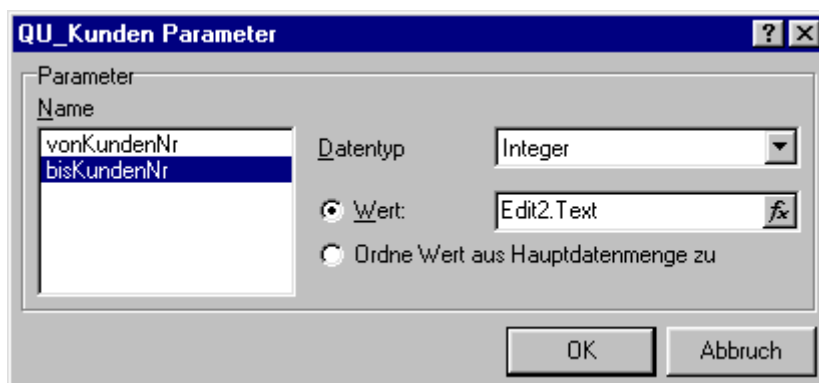 QU_Kunden Parameter
Parameter
Name
vonKundenNr
bisKundenNr
Datentyp
Integer
Wert:
Edit2.Text
fx
Ordne Wert aus Hauptdatenmenge zu
OK
Abbruch